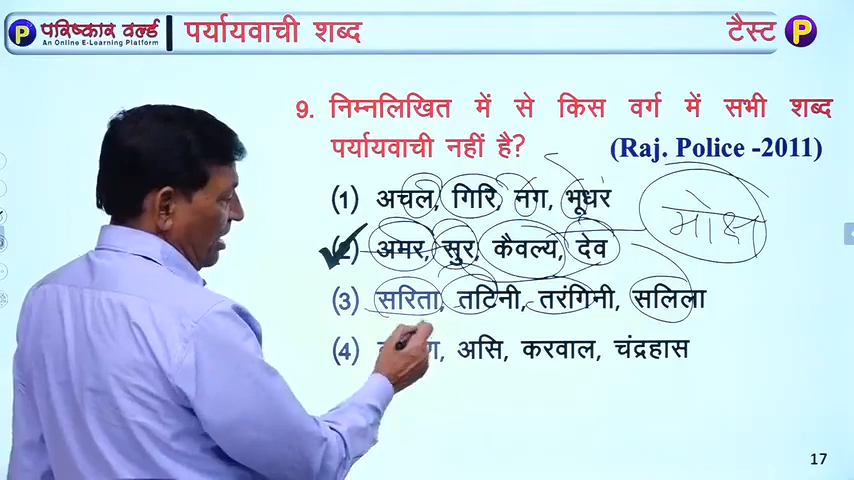 परिष्कार वर्ल्ड पर्यायवाची शब्द टैस्ट P
P An Online E-Learning Platform
9. निम्नलिखित में से किस वर्ग में सभी शब्द
पर्यायवाची नहीं है? (Raj. Police -2011)
(1) अचल, गिरि, नग, भूधर
मोक्ष
(2) अमर, सुर, कैवल्य, देव
(3) सरिता, तटिनी, तरंगिनी, सलिला
(4) असि, करवाल, चंद्रहास
17